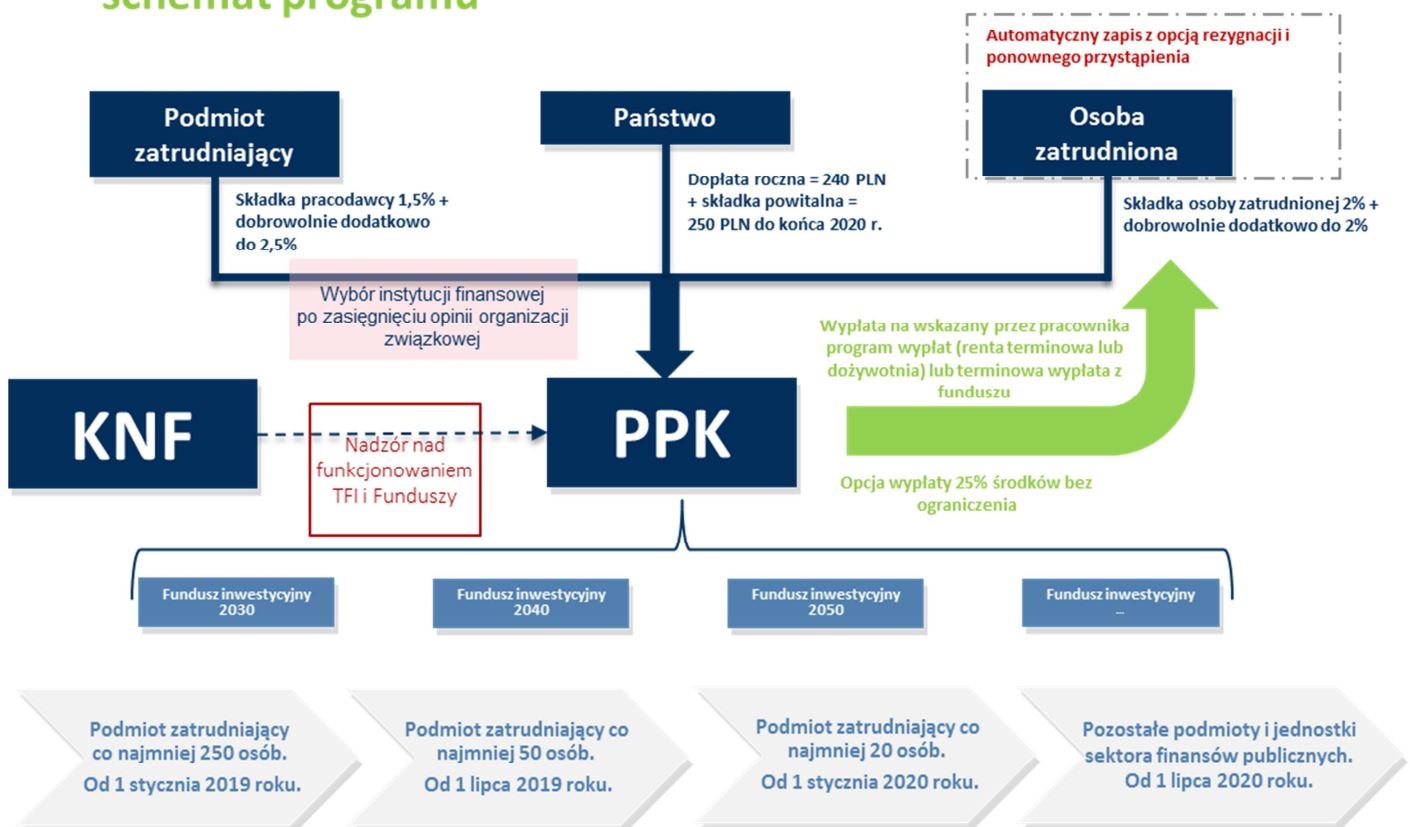 schemat programu
Automatyczny zapis z opcją rezygnacji i
ponownego przystąpienia
Podmiot
zatrudniający
Państwo
Osoba
zatrudniona
Składka pracodawcy 1,5% +
dobrowolnie dodatkowo
do 2,5%
Dopłata roczna = 240 PLN
+ składka powitalna =
250 PLN do końca 2020 r.
Składka osoby zatrudnionej 2% +
dobrowolnie dodatkowo do 2%
Wybór instytucji finansowej
po zasięgnięciu opinii organizacji
związkowej
Wypłata na wskazany przez pracownika
program wypłat (renta terminowa lub
dożywotnia) lub terminowa wypłata z
funduszu
KNF
Nadzór nad
funkcjonowaniem
TFI i Funduszy
PPK
Opcja wypłaty 25% środków bez
ograniczenia
Fundusz inwestycyjny
2030
Fundusz inwestycyjny
2040
Fundusz inwestycyjny
2050
Fundusz inwestycyjny
...
Podmiot zatrudniający
co najmniej 250 osób.
Od 1 stycznia 2019 roku.
Podmiot zatrudniający co
najmniej 50 osób.
Od 1 lipca 2019 roku.
Podmiot zatrudniający co
najmniej 20 osób.
Od 1 stycznia 2020 roku.
Pozostałe podmioty i jednostki
sektora finansów publicznych.
Od 1 lipca 2020 roku.